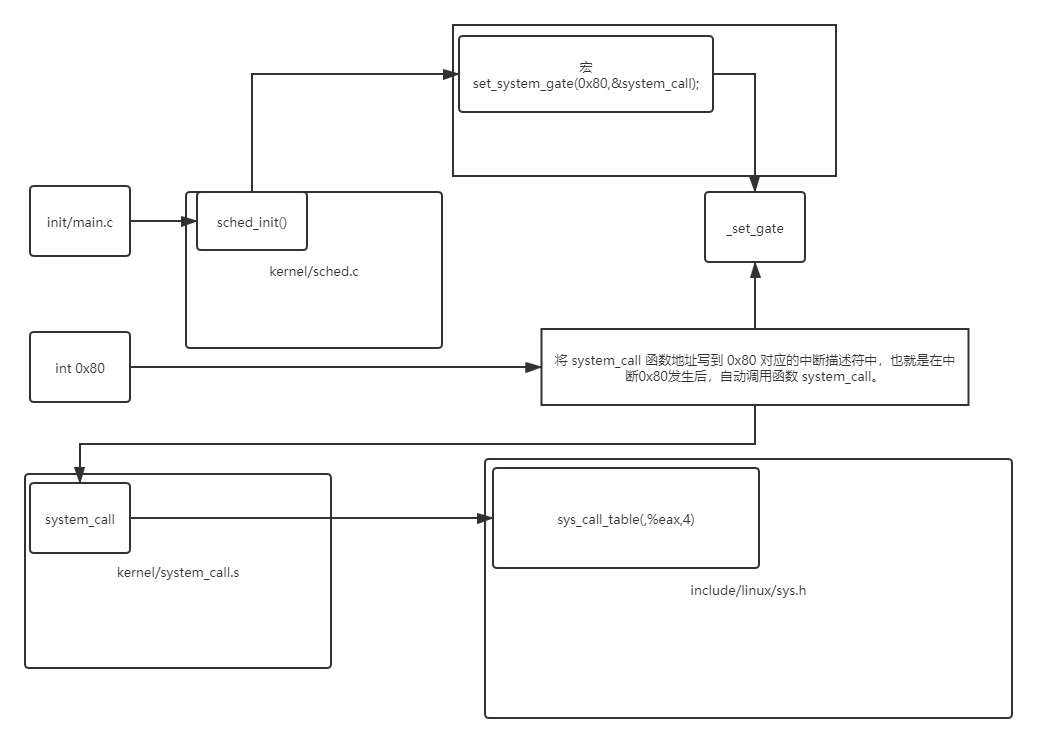 宏
set_system_gate(0x80,&system_call);
init/main.c
sched_init()
kernel/sched.c
_set_gate
int 0x80
将 system_call 函数地址写到 0x80 对应的中断描述符中，也就是在中
断0x80发生后，自动调用函数 system_call。
system_call
kernel/system_call.s
sys_call_table(,%eax,4)
include/linux/sys.h